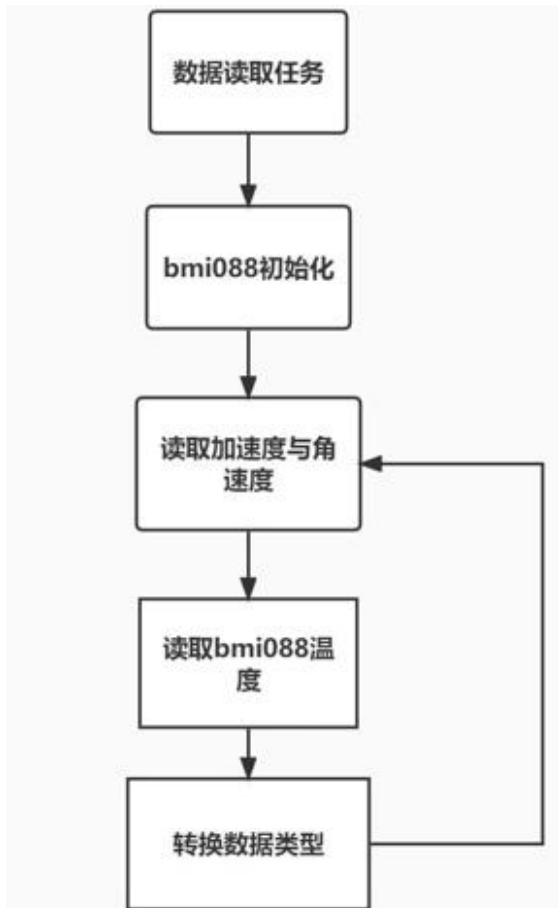 数据读取任务
bmi088初始化
读取加速度与角
速度
读取bmi088温
度
转换数据类型